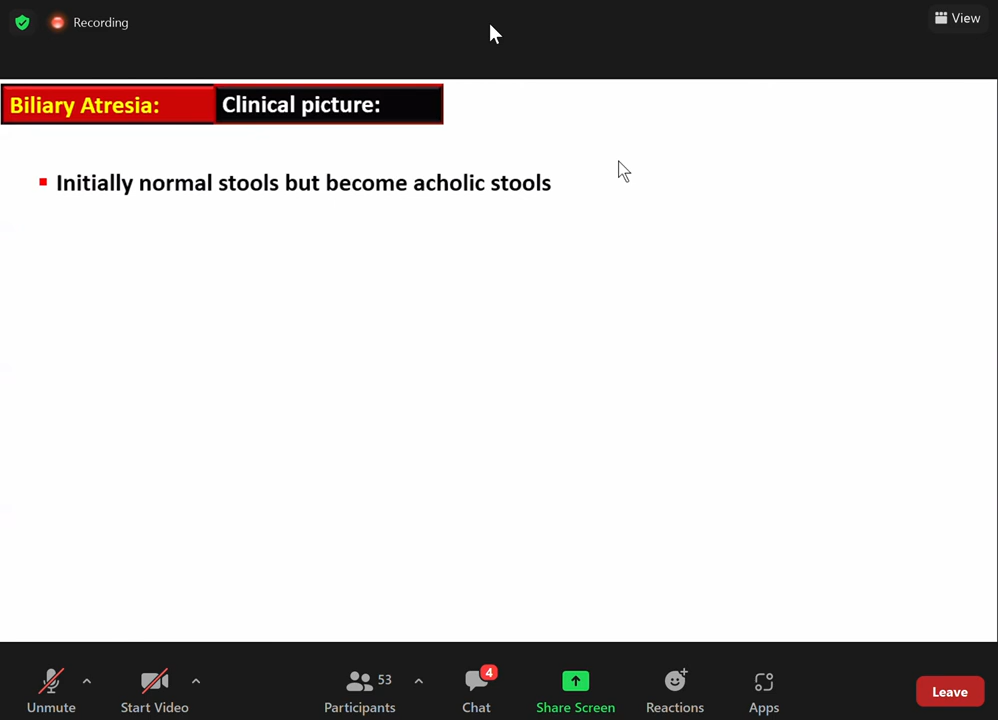 Recording
View
Biliary Atresia: Clinical picture:
Initially normal stools but become acholic stools
53
4
Unmute
Start Video
Participants
Chat
Share Screen
Reactions
Apps
Leave